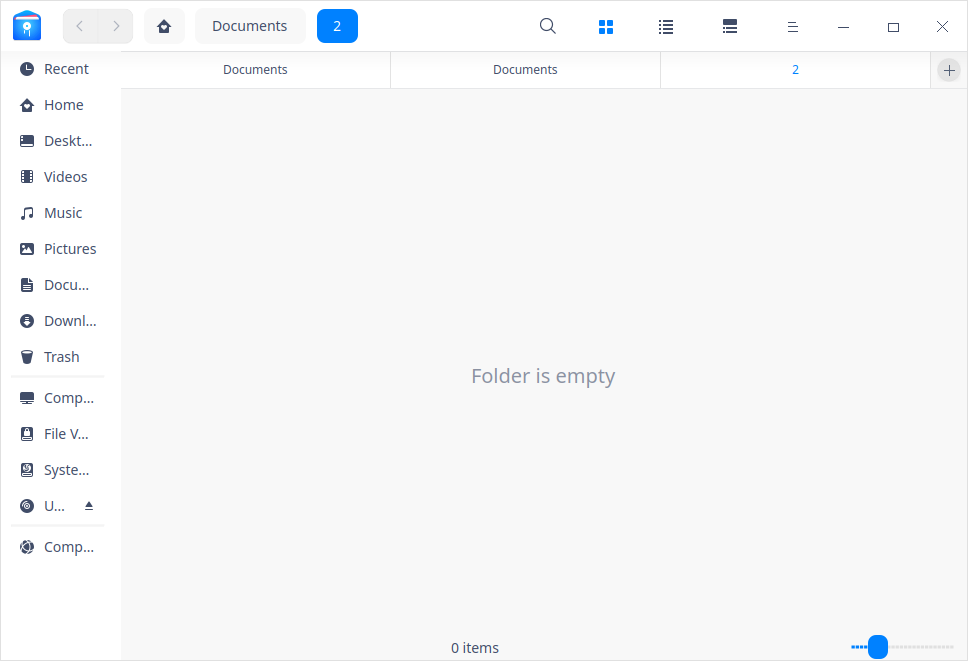 Documents
2
Documents
Documents
2
Recent
Home
Deskt...
Videos
Music
Pictures
Docu...
Downl...
Trash
Comp...
File V...
Syste...
U...
Comp...
Folder is empty
0 items